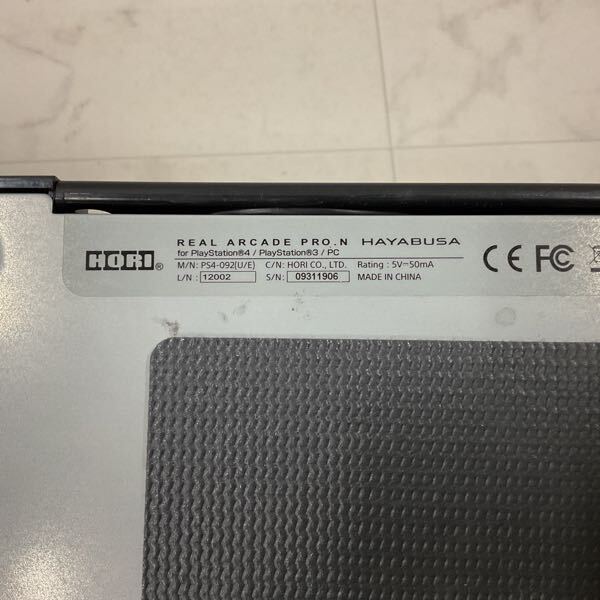 HORI®
REAL ARCADE PRO.N HAYABUSA
for PlayStation®4 / PlayStation®3 / PC
M/N: PS4-092(U/E) C/N: HORI CO., LTD. Rating : 5V⎓50mA
L/N : 12002 S/N: 09311906 MADE IN CHINA
CE FC